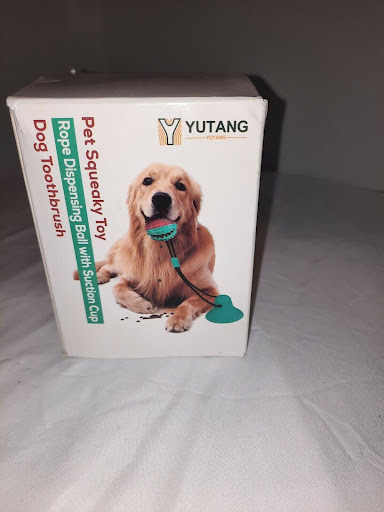 YUTANG
YUTANG
Pet Squeaky Toy
Rope Dispensing Ball with Suction Cup
Dog Toothbrush